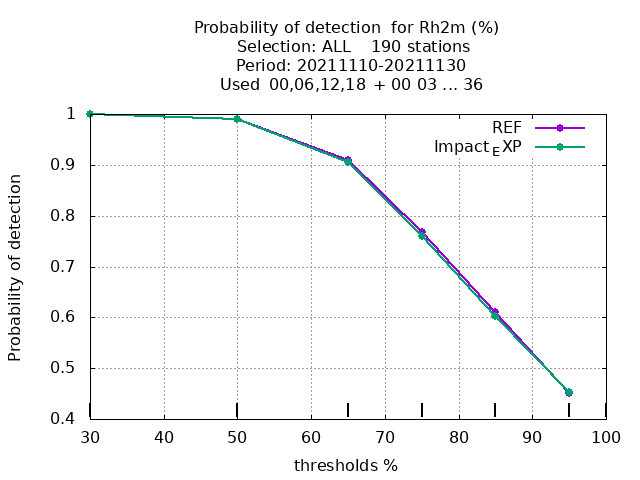 Probability of detection for Rh2m (%)
Selection: ALL 190 stations
Period: 20211110-20211130
Used 00,06,12,18 + 00 03 ... 36
REF
Impact_EXP
Probability of detection
1
0.9
0.8
0.7
0.6
0.5
0.4
30 40 50 60 70 80 90 100
thresholds %